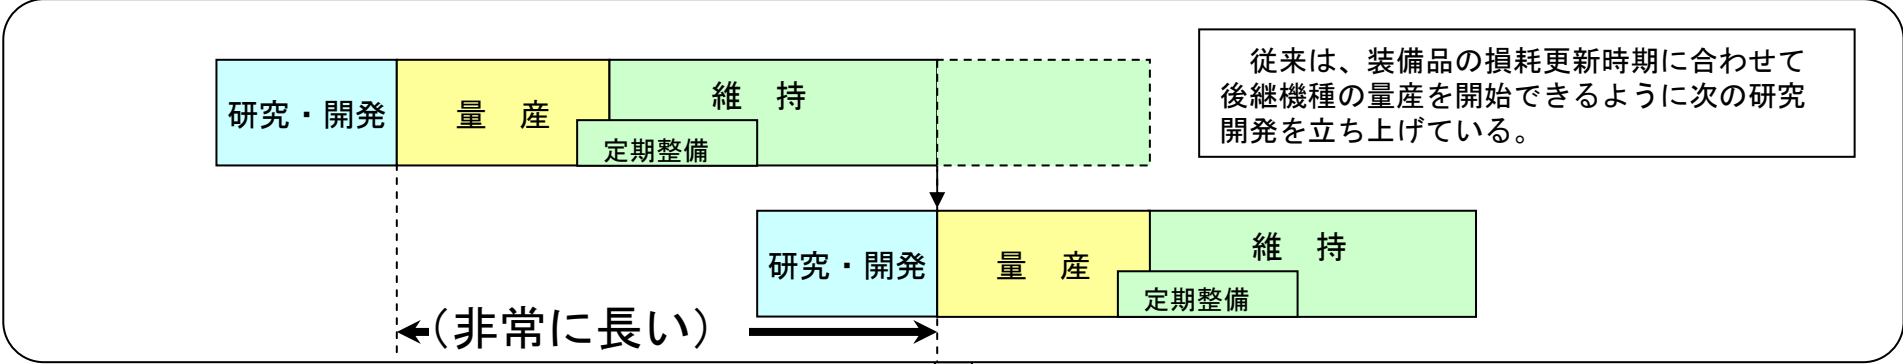 研究・開発
量　産
維　持
定期整備
従来は、装備品の損耗更新時期に合わせて
後継機種の量産を開始できるように次の研究
開発を立ち上げている。
研究・開発
量　産
維　持
定期整備
（非常に長い）